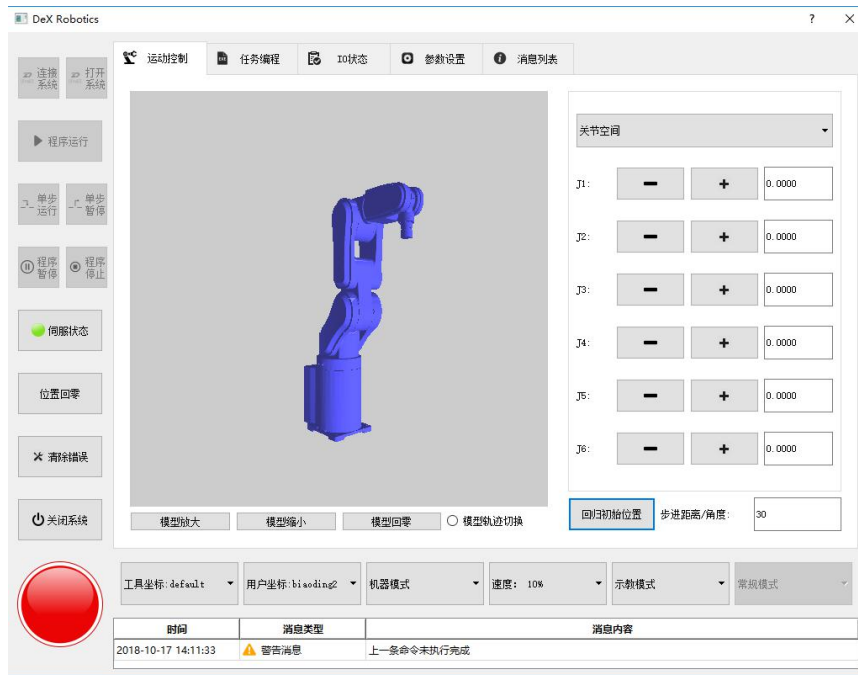 DeX Robotics
运动控制 任务编程 IO状态 参数设置 消息列表
连接系统 打开系统
程序运行
单步运行 单步暂停
程序暂停 程序停止
伺服状态
位置回零
清除错误
关闭系统
关节空间
J1: 0.0000
J2: 0.0000
J3: 0.0000
J4: 0.0000
J5: 0.0000
J6: 0.0000
模型放大 模型缩小 模型回零 模型轨迹切换
回归初始位置 步进距离/角度: 30
工具坐标:default 用户坐标:biaoding2 机器模式 速度: 10% 示教模式 常规模式
时间 消息类型 消息内容
2018-10-17 14:11:33 警告消息 上一条命令未执行完成